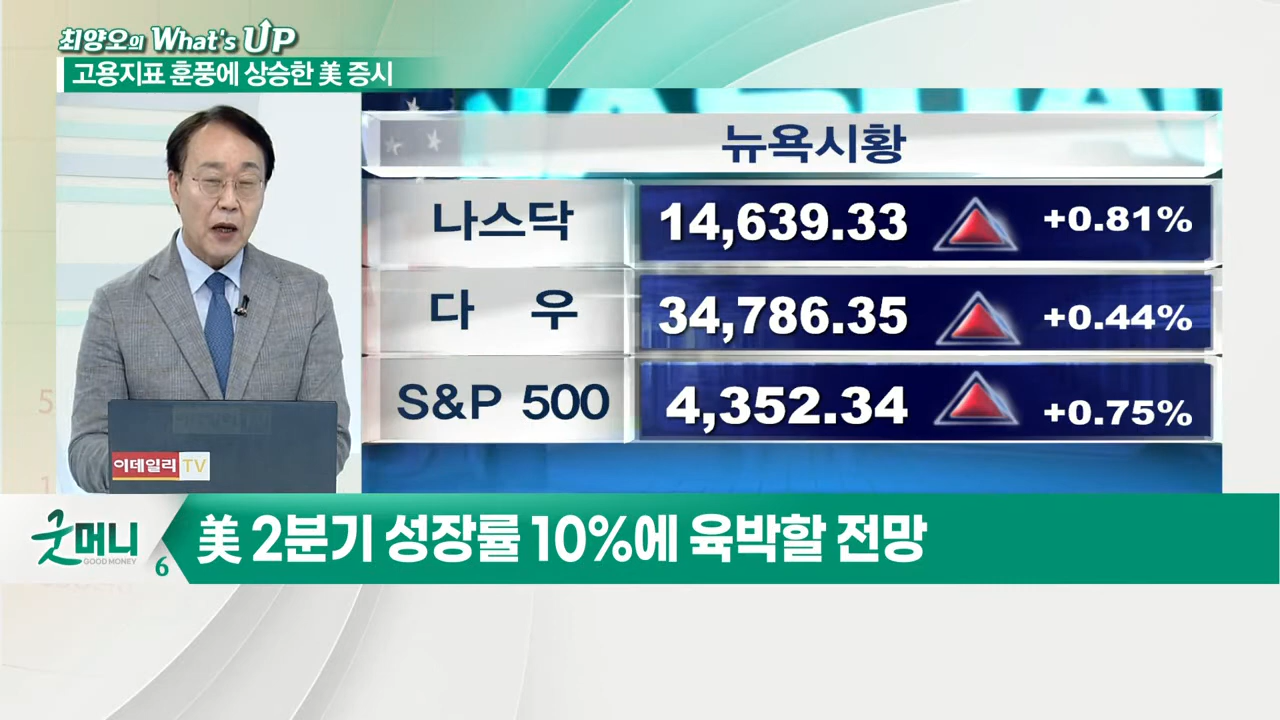 최양오의 What's UP
고용지표 훈풍에 상승한 美 증시
뉴욕시황
나스닥 14,639.33 +0.81%
다 우 34,786.35 +0.44%
S&P 500 4,352.34 +0.75%
이데일리 TV
굿머니
GOOD MONEY
6
美 2분기 성장률 10%에 육박할 전망